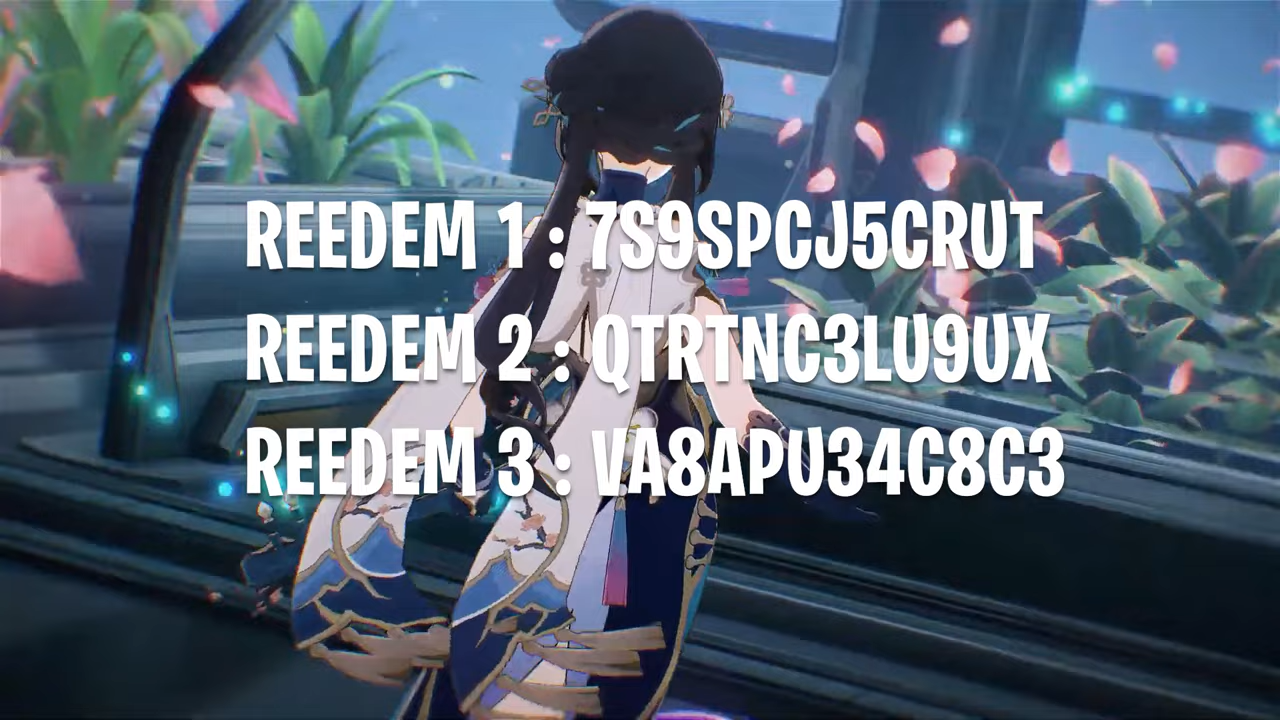 REEDEM 1 : 7S9SPCJ5CRUT
REEDEM 2 : QTRTNC3LU9UX
REEDEM 3 : VA8APU34C8C3